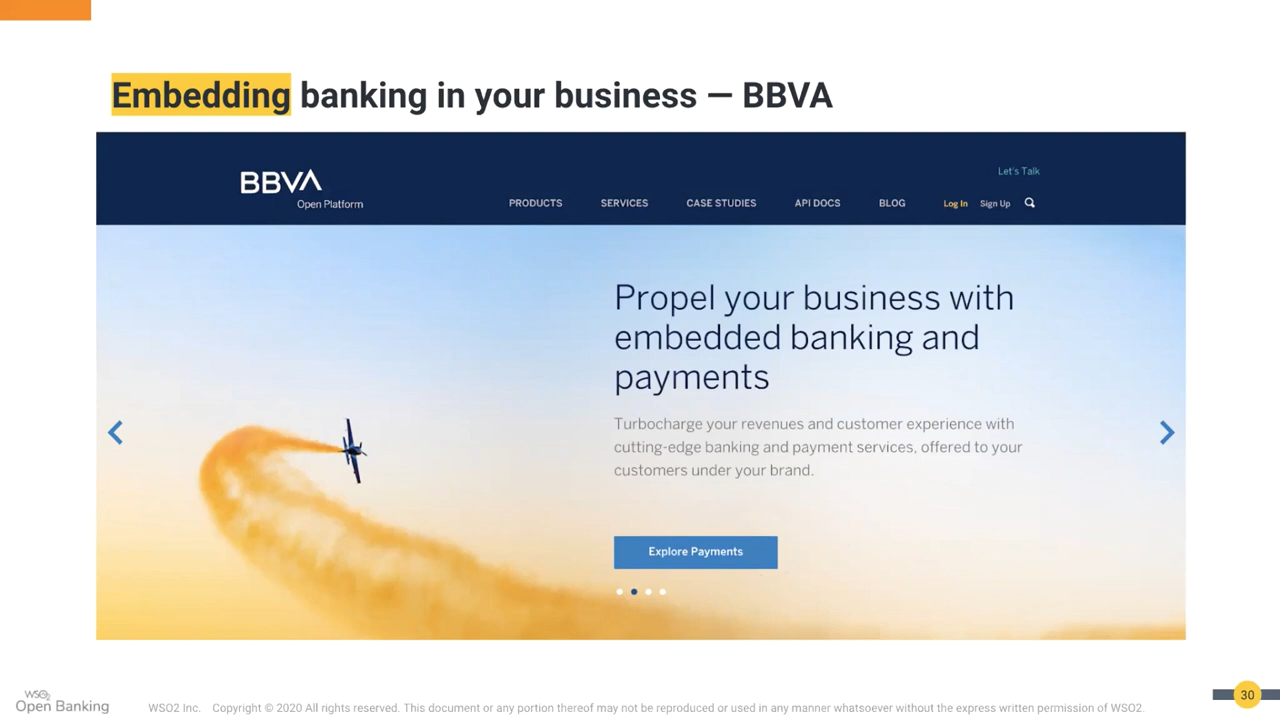 Embedding banking in your business — BBVA
BBVA
Open Platform
Let's Talk
PRODUCTS SERVICES CASE STUDIES API DOCS BLOG Log In Sign Up
Propel your business with
embedded banking and
payments
Turbocharge your revenues and customer experience with
cutting-edge banking and payment services, offered to your
customers under your brand.
Explore Payments
WSO2
Open Banking
WSO2 Inc. Copyright © 2020 All rights reserved. This document or any portion thereof may not be reproduced or used in any manner whatsoever without the express written permission of WSO2.
30